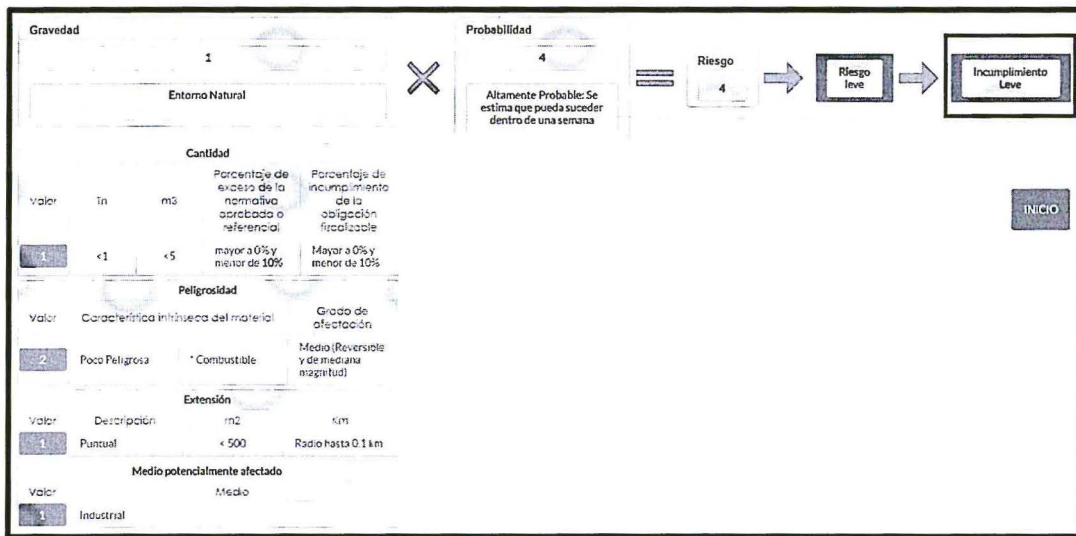 Gravedad
1
Entorno Natural
Probabilidad
4
Altamente Probable: Se
estima que pueda suceder
dentro de una semana
Riesgo
4
Riesgo
leve
Incumplimiento
Leve
INICIO
Cantidad
Valor Tn m3 Porcentaje de exceso de la normativa aprobada o referencial Porcentaje de incumplimiento de la obligación fiscalizable
1 <1 <5 mayor a 0% y menor de 10% Mayor a 0% y menor de 10%
Peligrosidad
Valor Característica intrínseca del material Grado de afectación
2 Poco Peligrosa * Combustible Medio (Reversible y de mediana magnitud)
Extensión
Valor Descripción m2 Km
1 Puntual < 500 Radio hasta 0.1 km
Medio potencialmente afectado
Valor Medio
1 Industrial